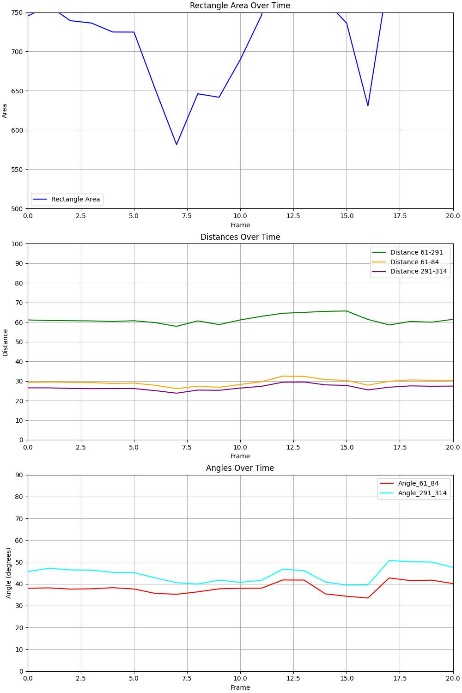 Rectangle Area Over Time
750
700
650
600
550
500
Area
Rectangle Area
0.0 2.5 5.0 7.5 10.0 12.5 15.0 17.5 20.0
Frame
Distances Over Time
100
90
80
70
60
50
40
30
20
10
0
Distance
Distance 61-291
Distance 61-84
Distance 291-314
0.0 2.5 5.0 7.5 10.0 12.5 15.0 17.5 20.0
Frame
Angles Over Time
90
80
70
60
50
40
30
20
10
0
Angle (degrees)
Angle_61_84
Angle_291_314
0.0 2.5 5.0 7.5 10.0 12.5 15.0 17.5 20.0
Frame